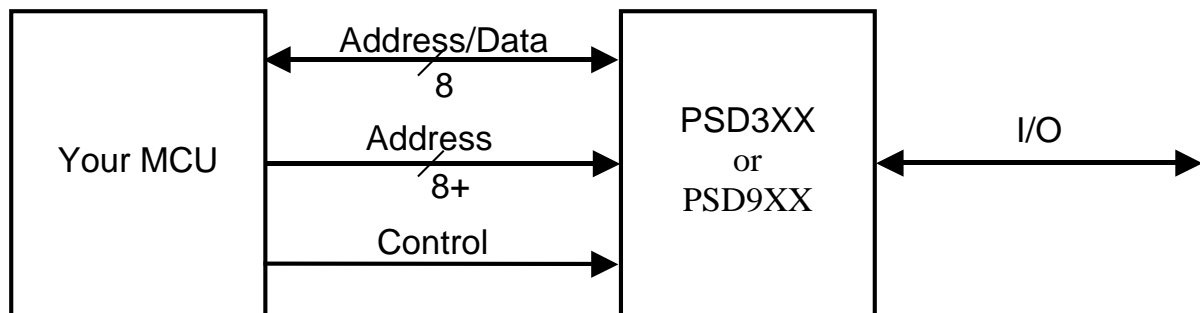 Address/Data
8
Your MCU
Address
8+
Control
PSD3XX
or
PSD9XX
I/O